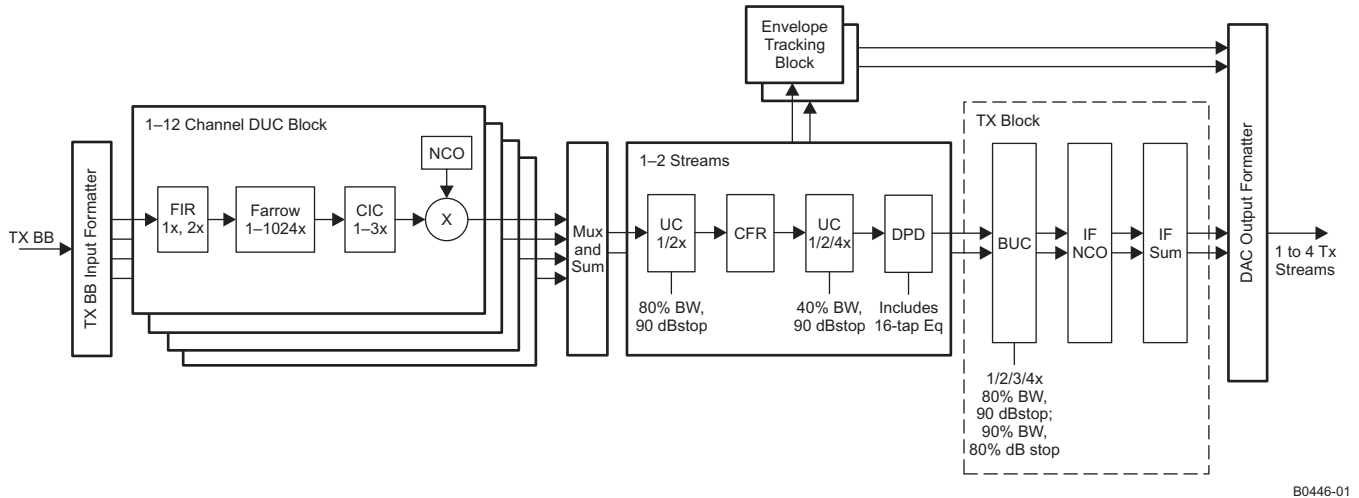 Envelope
Tracking
Block
1–12 Channel DUC Block
TX Block
NCO
1–2 Streams
TX BB
TX BB Input Formatter
FIR
1x, 2x
Farrow
1–1024x
CIC
1–3x
X
Mux
and
Sum
UC
1/2x
CFR
UC
1/2/4x
DPD
BUC
IF
NCO
IF
Sum
DAC Output Formatter
1 to 4 Tx
Streams
80% BW,
90 dBstop
40% BW,
90 dBstop
Includes
16-tap Eq
1/2/3/4x
80% BW,
90 dBstop;
90% BW,
80% dB stop
B0446-01